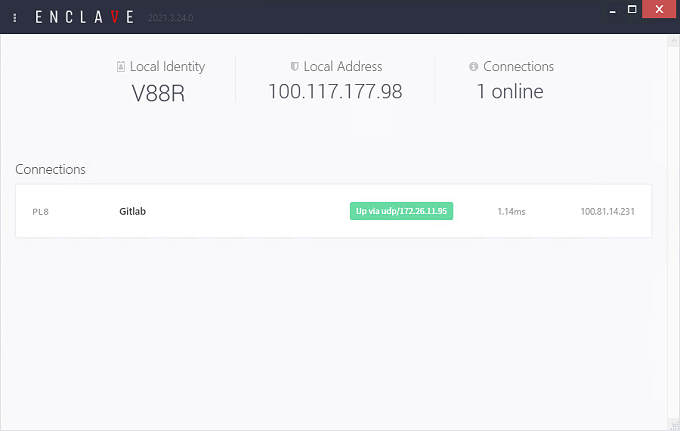 ENCLAVE 2021.3.24.0
Local Identity Local Address Connections
V88R 100.117.177.98 1 online
Connections
PL8 Gitlab Up via udp/172.26.11.95 1.14ms 100.81.14.231